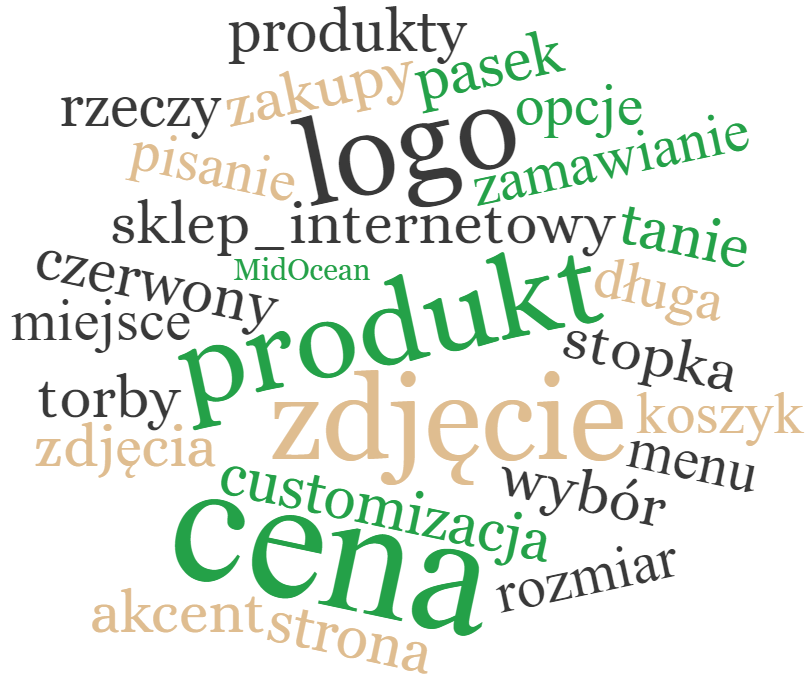 produkty
pasek
zakupy
rzeczy
opcje
logo
pisanie
zamawianie
sklep_internetowy
tanie
MidOcean
czerwony
długa
miejsce
produkt
stopka
torby
zdjęcie
koszyk
zdjęcia
menu
wybór
customizacja
cena
rozmiar
akcent
strona